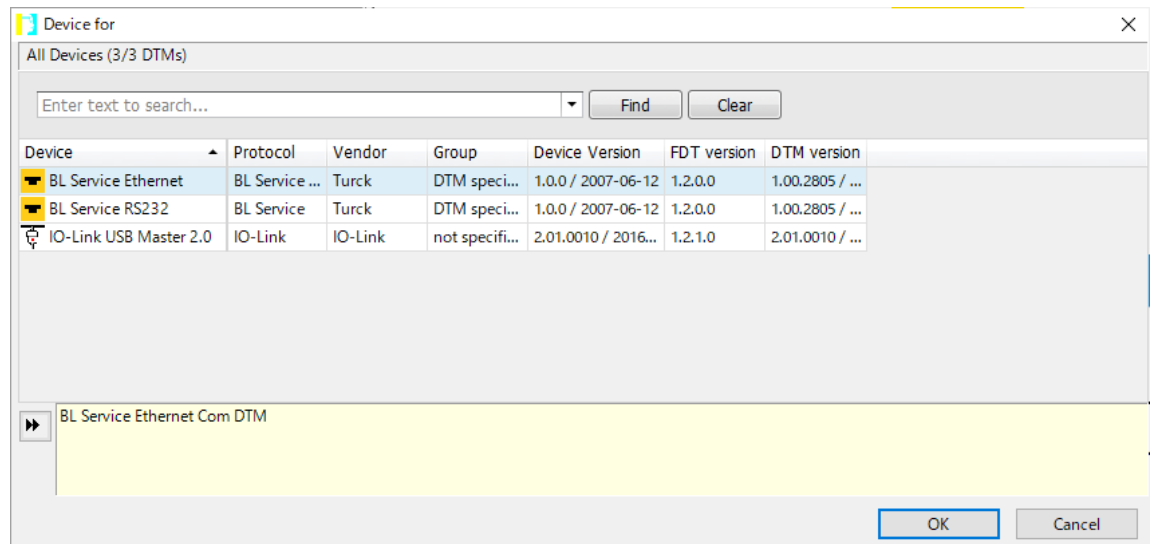 Device for
All Devices (3/3 DTMs)
Enter text to search... Find Clear
Device Protocol Vendor Group Device Version FDT version DTM version
BL Service Ethernet BL Service ... Turck DTM speci... 1.0.0 / 2007-06-12 1.2.0.0 1.00.2805 / ...
BL Service RS232 BL Service Turck DTM speci... 1.0.0 / 2007-06-12 1.2.0.0 1.00.2805 / ...
IO-Link USB Master 2.0 IO-Link IO-Link not specifi... 2.01.0010 / 2016... 1.2.1.0 2.01.0010 / ...
BL Service Ethernet Com DTM
OK Cancel